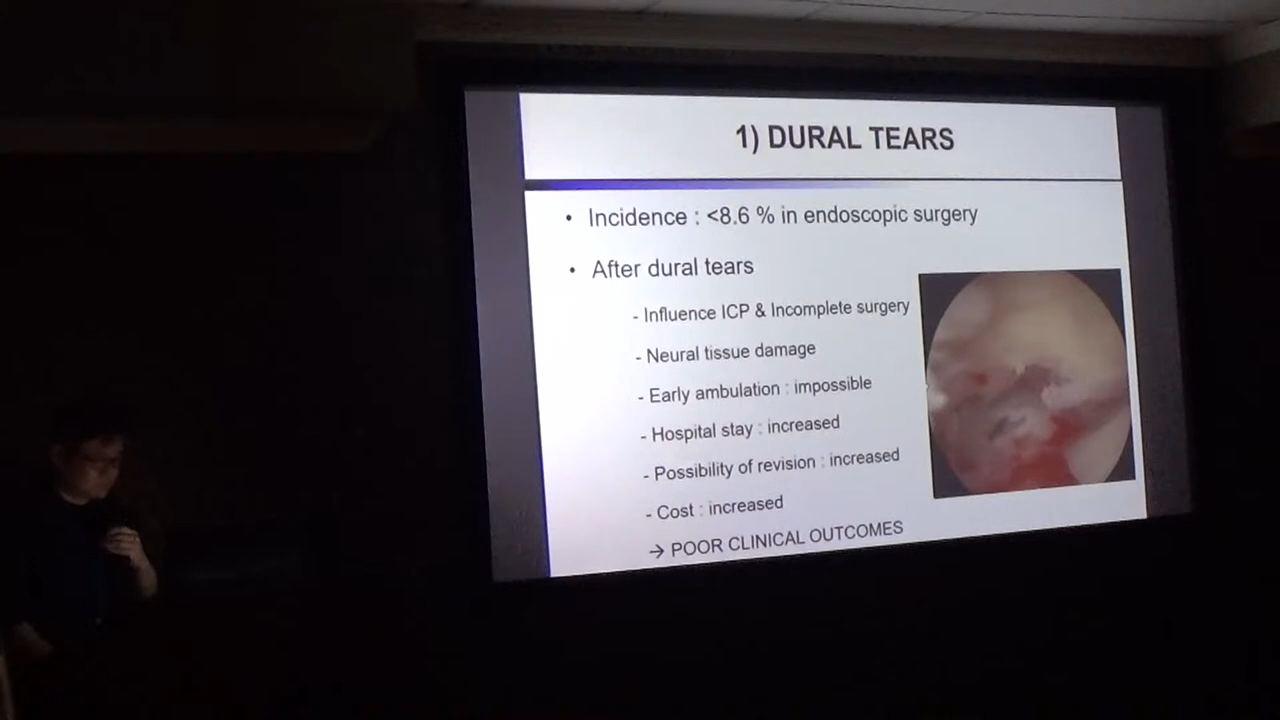 1) DURAL TEARS
• Incidence : <8.6 % in endoscopic surgery
• After dural tears
- Influence ICP & Incomplete surgery
- Neural tissue damage
- Early ambulation : impossible
- Hospital stay : increased
- Possibility of revision : increased
- Cost : increased
→ POOR CLINICAL OUTCOMES